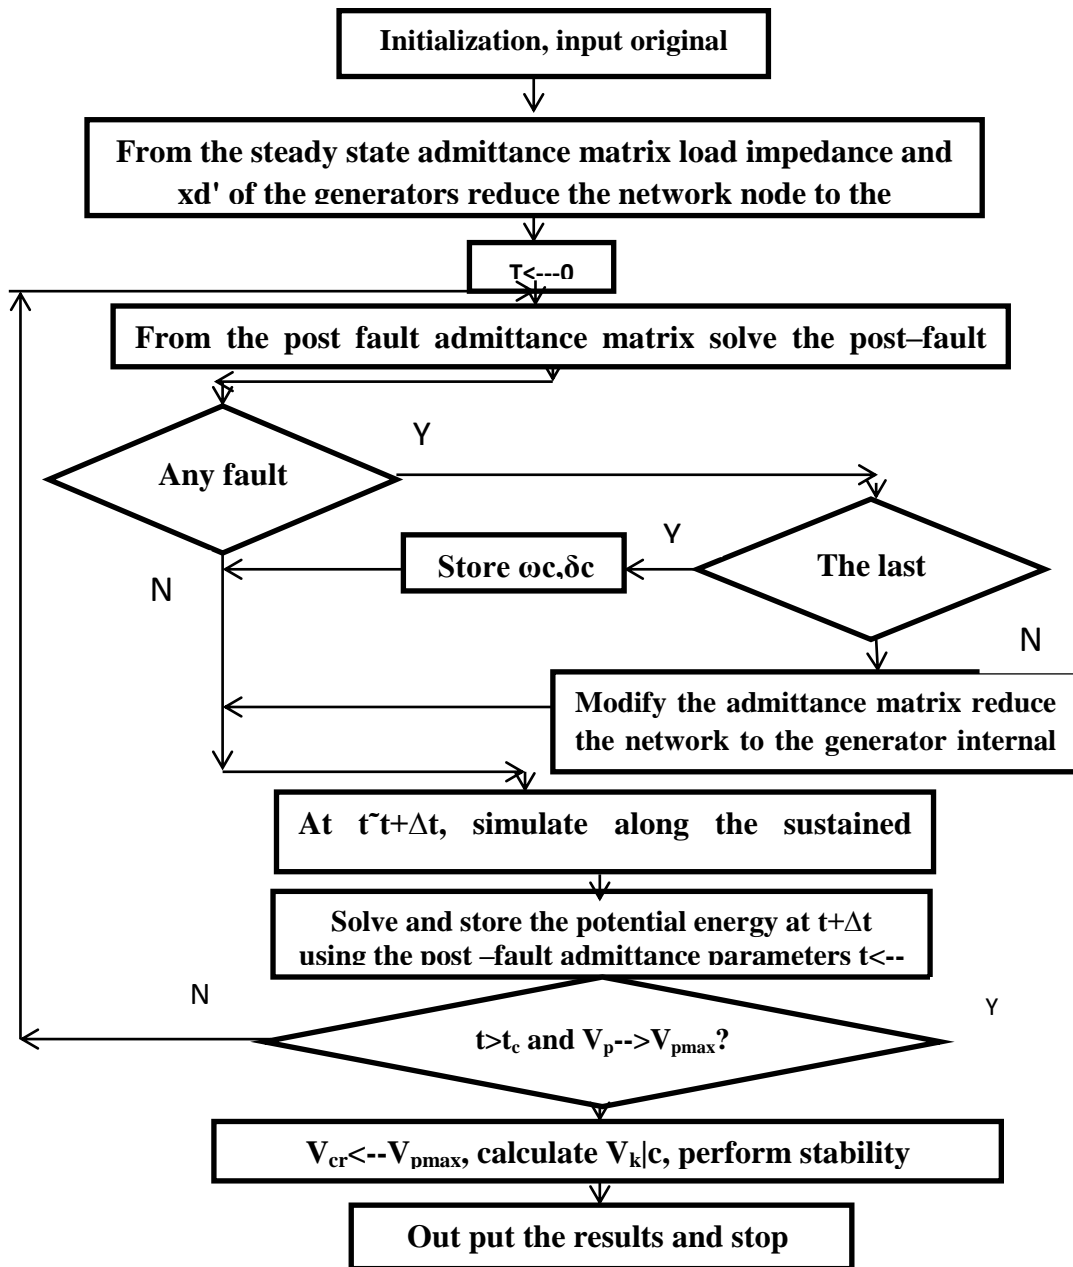 Initialization, input original
From the steady state admittance matrix load impedance and
xd' of the generators reduce the network node to the
T<---0
From the post fault admittance matrix solve the post–fault
Any fault
Y
N
The last
Y
N
Store ωc,δc
Modify the admittance matrix reduce
the network to the generator internal
At t˜t+Δt, simulate along the sustained
Solve and store the potential energy at t+Δt
using the post –fault admittance parameters t<--
N
Y
t>tc and Vp-->Vpmax?
Vcr<--Vpmax, calculate Vk|c, perform stability
Out put the results and stop